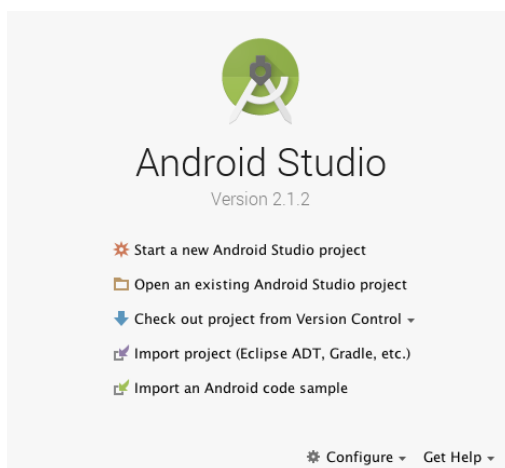 Android Studio
Version 2.1.2
Start a new Android Studio project
Open an existing Android Studio project
Check out project from Version Control
Import project (Eclipse ADT, Gradle, etc.)
Import an Android code sample
Configure Get Help